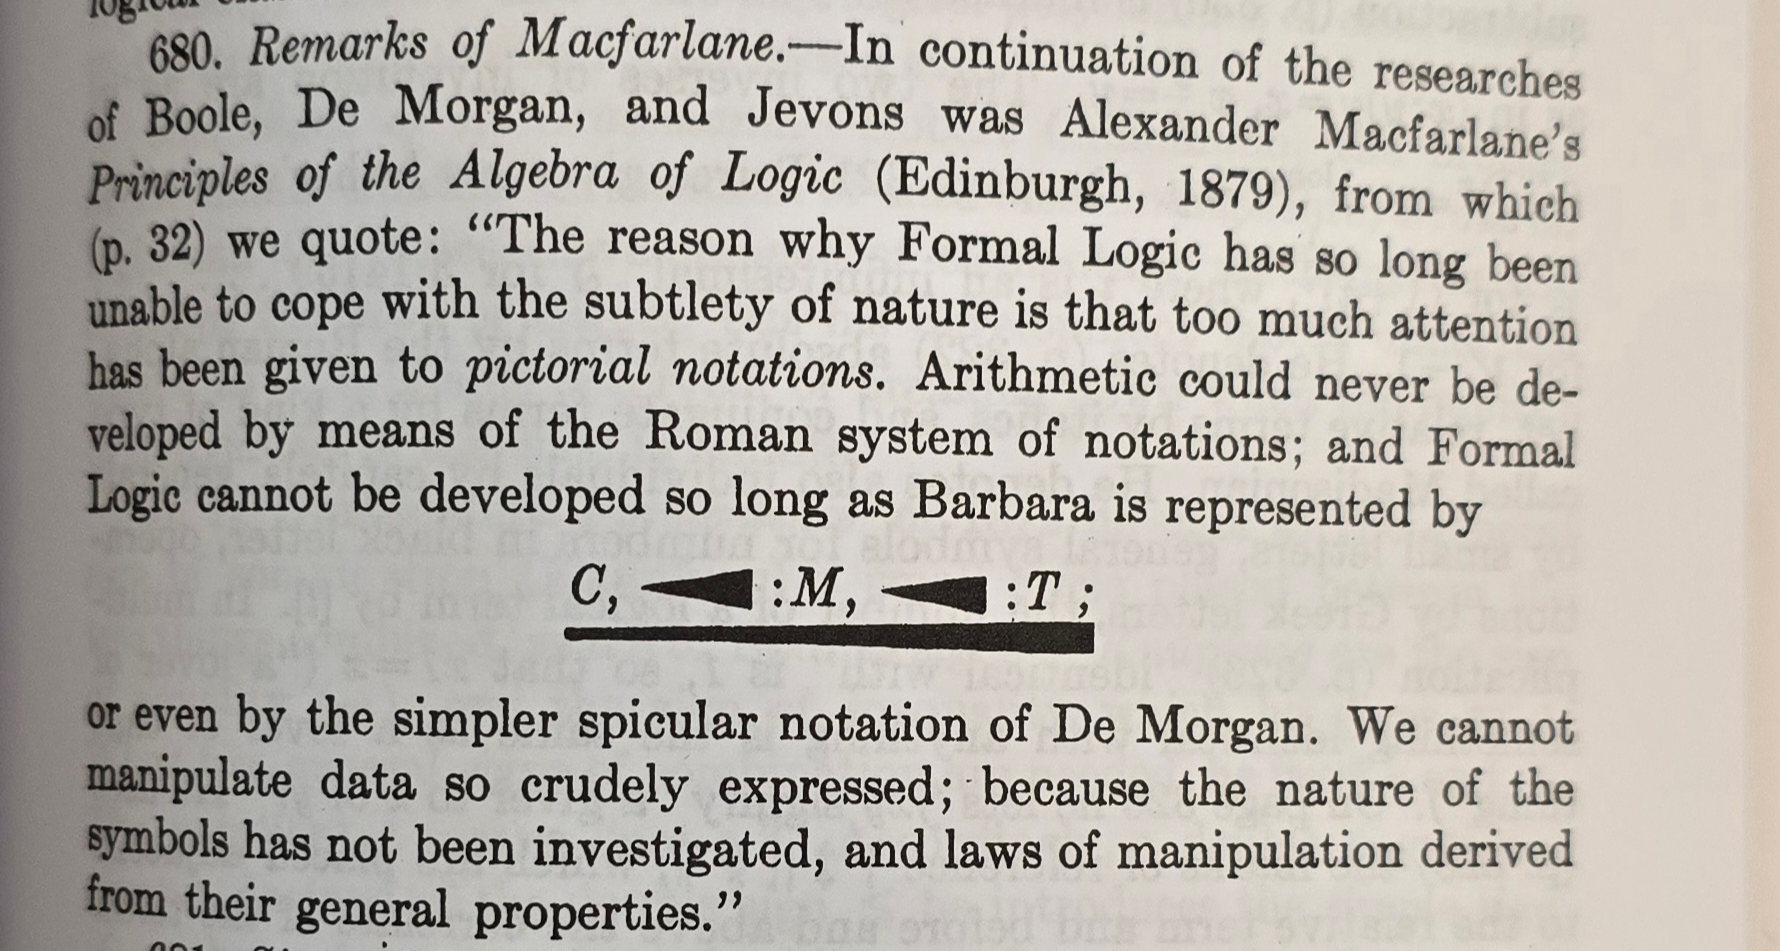 680. Remarks of Macfarlane.—In continuation of the researches
of Boole, De Morgan, and Jevons was Alexander Macfarlane's
Principles of the Algebra of Logic (Edinburgh, 1879), from which
(p. 32) we quote: “The reason why Formal Logic has so long been
unable to cope with the subtlety of nature is that too much attention
has been given to pictorial notations. Arithmetic could never be de-
veloped by means of the Roman system of notations; and Formal
Logic cannot be developed so long as Barbara is represented by
C, ◀ :M, ◀ :T ;
or even by the simpler spicular notation of De Morgan. We cannot
manipulate data so crudely expressed; because the nature of the
symbols has not been investigated, and laws of manipulation derived
from their general properties.”